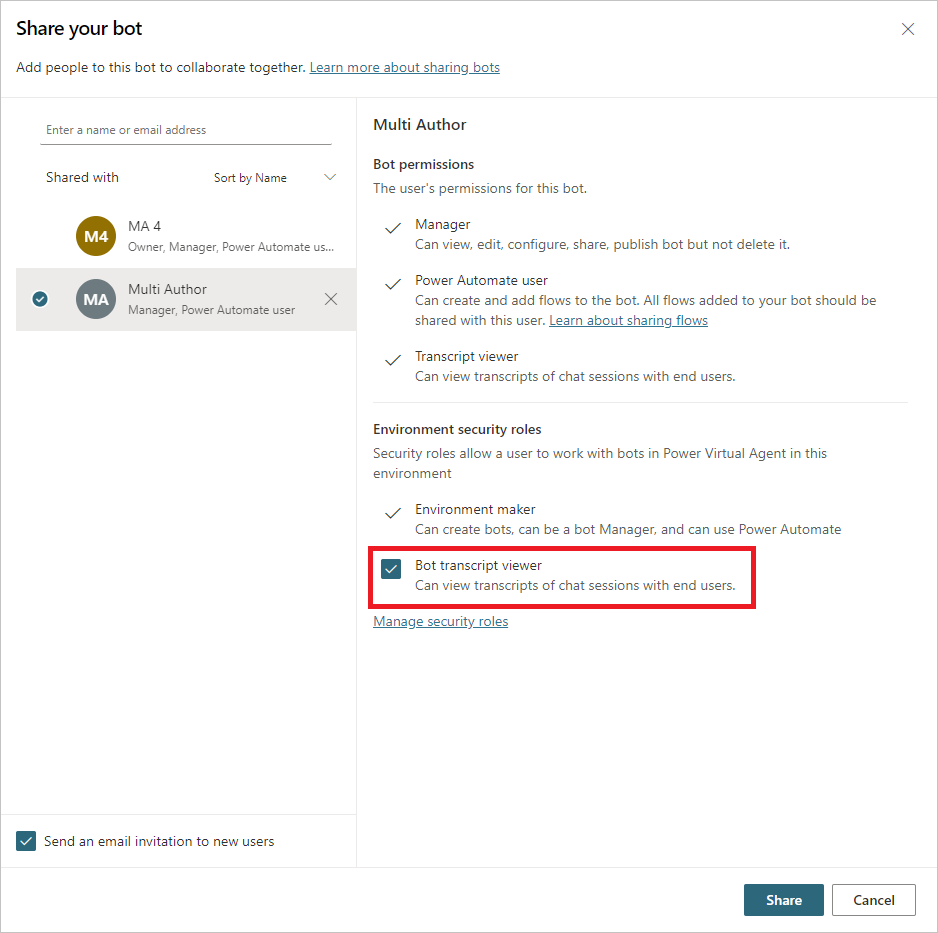 Share your bot
Add people to this bot to collaborate together. Learn more about sharing bots
Enter a name or email address
Shared with
Sort by Name
M4
MA 4
Owner, Manager, Power Automate us...
MA
Multi Author
Manager, Power Automate user
Send an email invitation to new users
Multi Author
Bot permissions
The user's permissions for this bot.
Manager
Can view, edit, configure, share, publish bot but not delete it.
Power Automate user
Can create and add flows to the bot. All flows added to your bot should be
shared with this user. Learn about sharing flows
Transcript viewer
Can view transcripts of chat sessions with end users.
Environment security roles
Security roles allow a user to work with bots in Power Virtual Agent in this
environment
Environment maker
Can create bots, can be a bot Manager, and can use Power Automate
Bot transcript viewer
Can view transcripts of chat sessions with end users.
Manage security roles
Share
Cancel